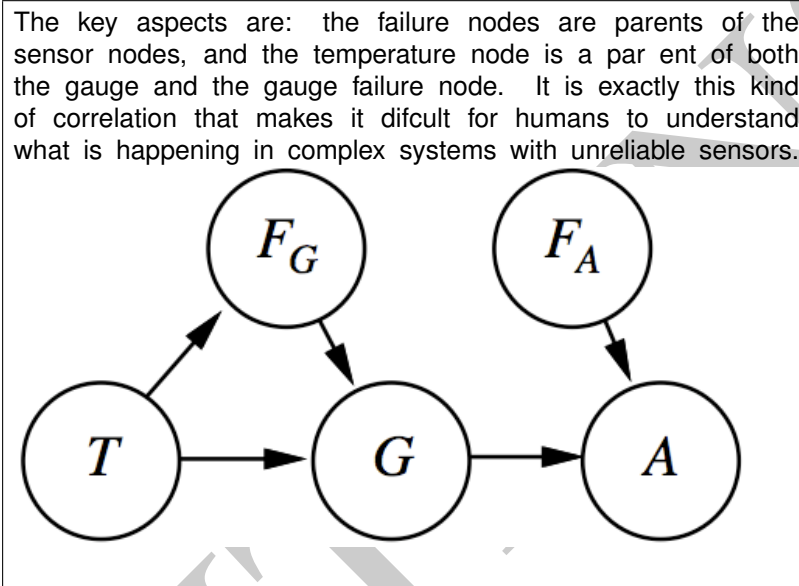 The key aspects are: the failure nodes are parents of the
sensor nodes, and the temperature node is a par ent of both
the gauge and the gauge failure node. It is exactly this kind
of correlation that makes it difcult for humans to understand
what is happening in complex systems with unreliable sensors.
F_G F_A
T G A